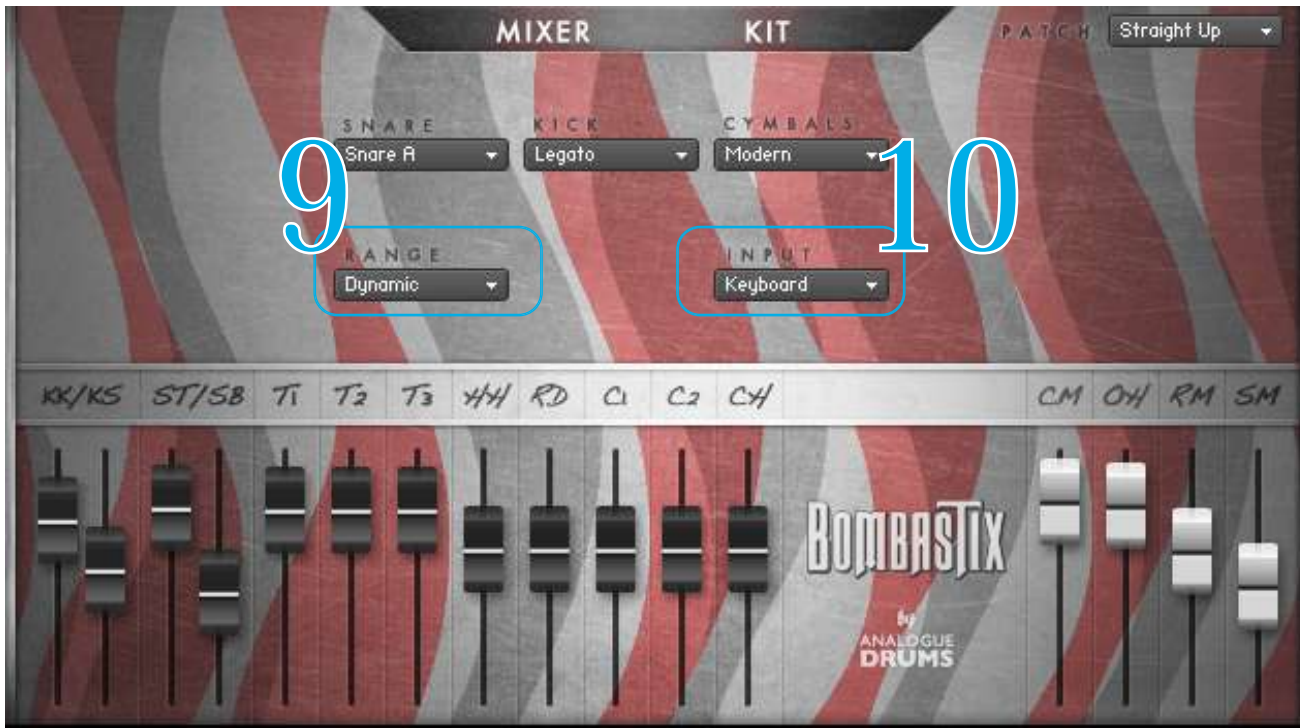 MIXER KIT PATCH Straight Up
SNARE KICK CYMBALS
Snare A Legato Modern
9 10
RANGE INPUT
Dynamic Keyboard
KK/KS ST/SB T1 T2 T3 HH RD C1 C2 CH CM OH RM SM
BOMBASTIX
by
ANALOGUE
DRUMS